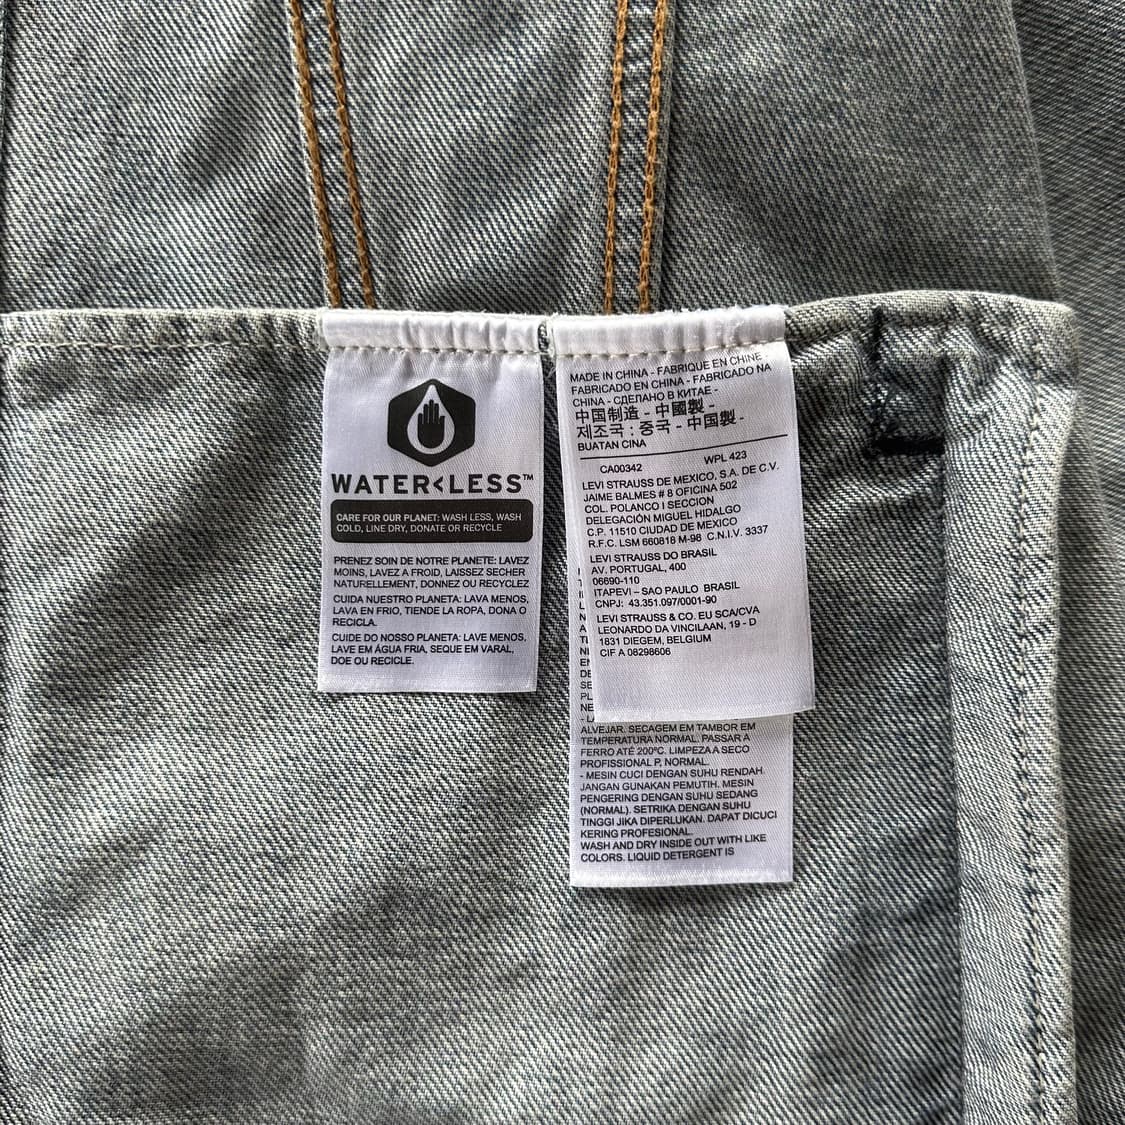 WATER<LESS™
CARE FOR OUR PLANET: WASH LESS, WASH
COLD, LINE DRY, DONATE OR RECYCLE
PRENEZ SOIN DE NOTRE PLANETE: LAVEZ
MOINS, LAVEZ A FROID, LAISSEZ SECHER
NATURELLEMENT, DONNEZ OU RECYCLEZ
CUIDA NUESTRO PLANETA: LAVA MENOS,
LAVA EN FRIO, TIENDE LA ROPA, DONA O
RECICLA.
CUIDE DO NOSSO PLANETA: LAVE MENOS,
LAVE EM ÁGUA FRIA, SEQUE EM VARAL,
DOE OU RECICLE.
MADE IN CHINA - FABRIQUE EN CHINE -
FABRICADO EN CHINA - FABRICADO NA
CHINA - СДЕЛАНО В КИТАЕ -
中国制造 - 中國製 -
제조국 : 중국 - 中国製 -
BUATAN CINA
CA00342 WPL 423
LEVI STRAUSS DE MEXICO, S.A. DE C.V.
JAIME BALMES # 8 OFICINA 502
COL. POLANCO I SECCION
DELEGACIÓN MIGUEL HIDALGO
C.P. 11510 CIUDAD DE MEXICO
R.F.C. LSM 660818 M-98 C.N.I.V. 3337
LEVI STRAUSS DO BRASIL
AV. PORTUGAL, 400
06690-110
ITAPEVI – SAO PAULO BRASIL
CNPJ: 43.351.097/0001-90
LEVI STRAUSS & CO. EU SCA/CVA
LEONARDO DA VINCILAAN, 19 - D
1831 DIEGEM, BELGIUM
CIF A 08298606
ALVEJAR. SECAGEM EM TAMBOR EM
TEMPERATURA NORMAL. PASSAR A
FERRO ATÉ 200ºC. LIMPEZA A SECO
PROFISSIONAL P, NORMAL.
- MESIN CUCI DENGAN SUHU RENDAH.
JANGAN GUNAKAN PEMUTIH. MESIN
PENGERING DENGAN SUHU SEDANG
(NORMAL). SETRIKA DENGAN SUHU
TINGGI JIKA DIPERLUKAN. DAPAT DICUCI
KERING PROFESIONAL.
WASH AND DRY INSIDE OUT WITH LIKE
COLORS. LIQUID DETERGENT IS